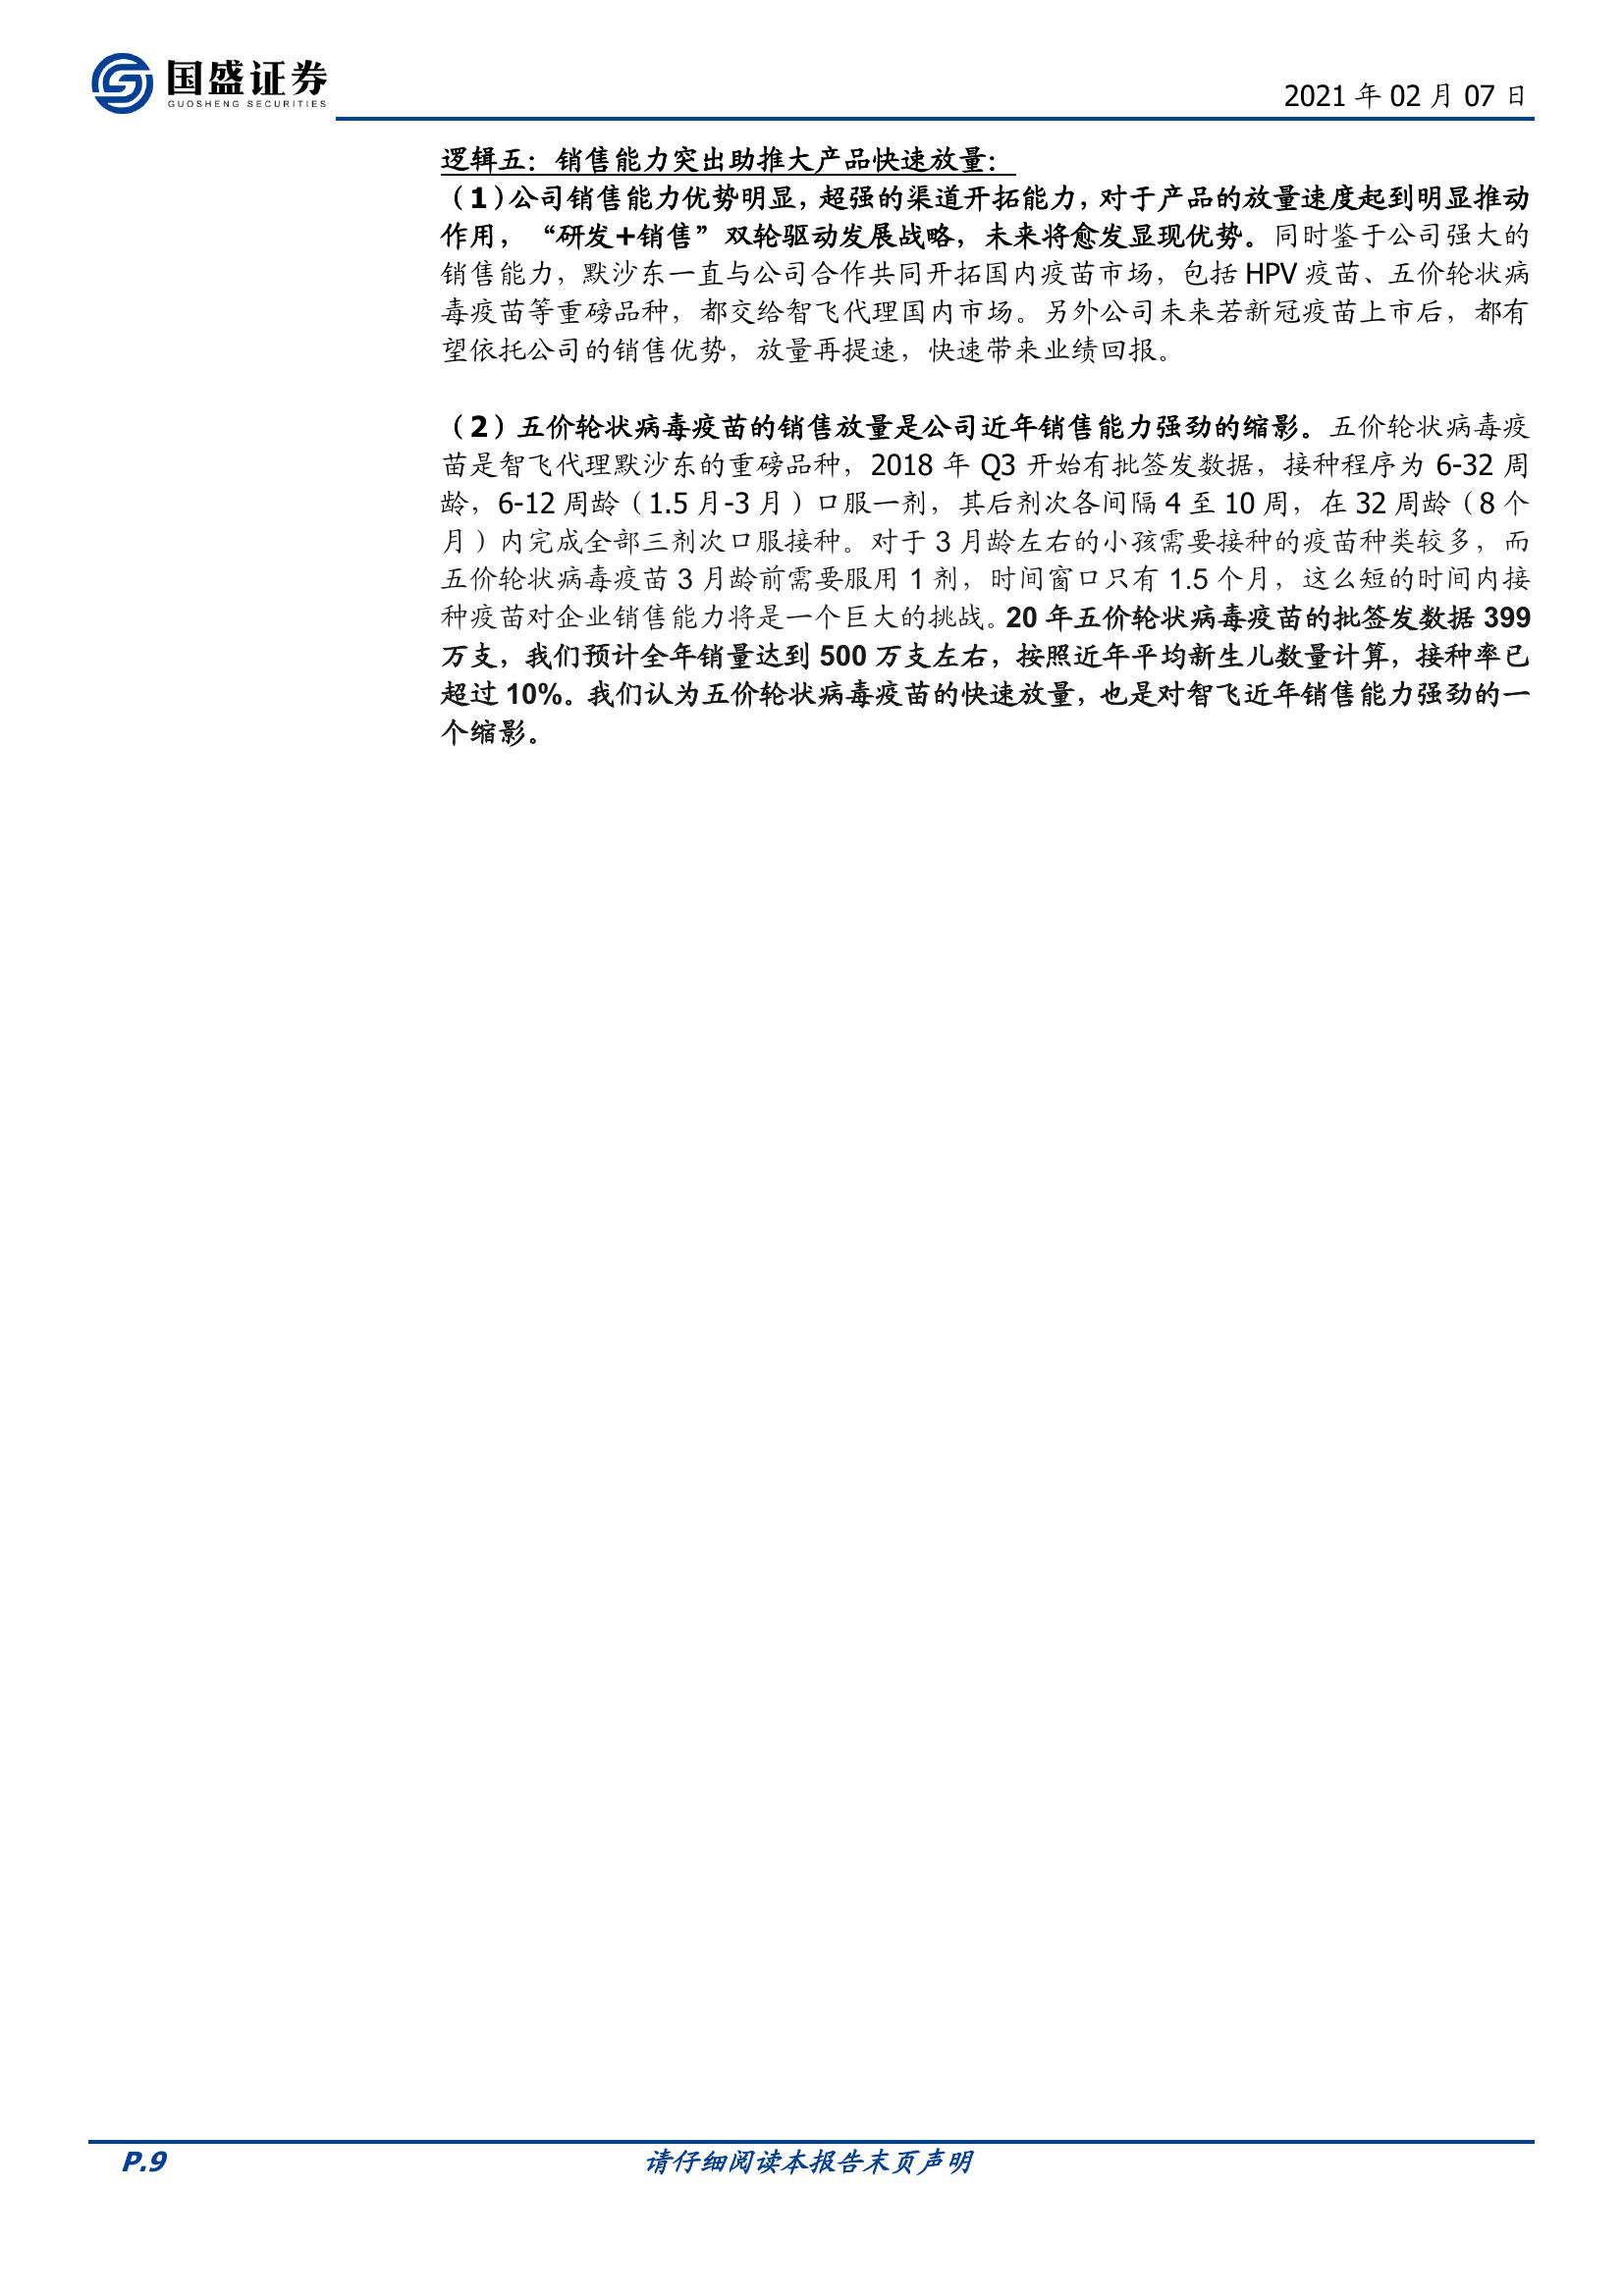 国盛证券
GUOSHENG SECURITIES
2021 年 02 月 07 日
逻辑五：销售能力突出助推大产品快速放量：
（1）公司销售能力优势明显，超强的渠道开拓能力，对于产品的放量速度起到明显推动
作用，“研发+销售”双轮驱动发展战略，未来将愈发显现优势。同时鉴于公司强大的
销售能力，默沙东一直与公司合作共同开拓国内疫苗市场，包括 HPV 疫苗、五价轮状病
毒疫苗等重磅品种，都交给智飞代理国内市场。另外公司未来若新冠疫苗上市后，都有
望依托公司的销售优势，放量再提速，快速带来业绩回报。
（2）五价轮状病毒疫苗的销售放量是公司近年销售能力强劲的缩影。五价轮状病毒疫
苗是智飞代理默沙东的重磅品种，2018 年 Q3 开始有批签发数据，接种程序为 6-32 周
龄，6-12 周龄（1.5 月-3 月）口服一剂，其后剂次各间隔 4 至 10 周，在 32 周龄（8 个
月）内完成全部三剂次口服接种。对于 3 月龄左右的小孩需要接种的疫苗种类较多，而
五价轮状病毒疫苗 3 月龄前需要服用 1 剂，时间窗口只有 1.5 个月，这么短的时间内接
种疫苗对企业销售能力将是一个巨大的挑战。20 年五价轮状病毒疫苗的批签发数据 399
万支，我们预计全年销量达到 500 万支左右，按照近年平均新生儿数量计算，接种率已
超过 10%。我们认为五价轮状病毒疫苗的快速放量，也是对智飞近年销售能力强劲的一
个缩影。
P.9
请仔细阅读本报告末页声明